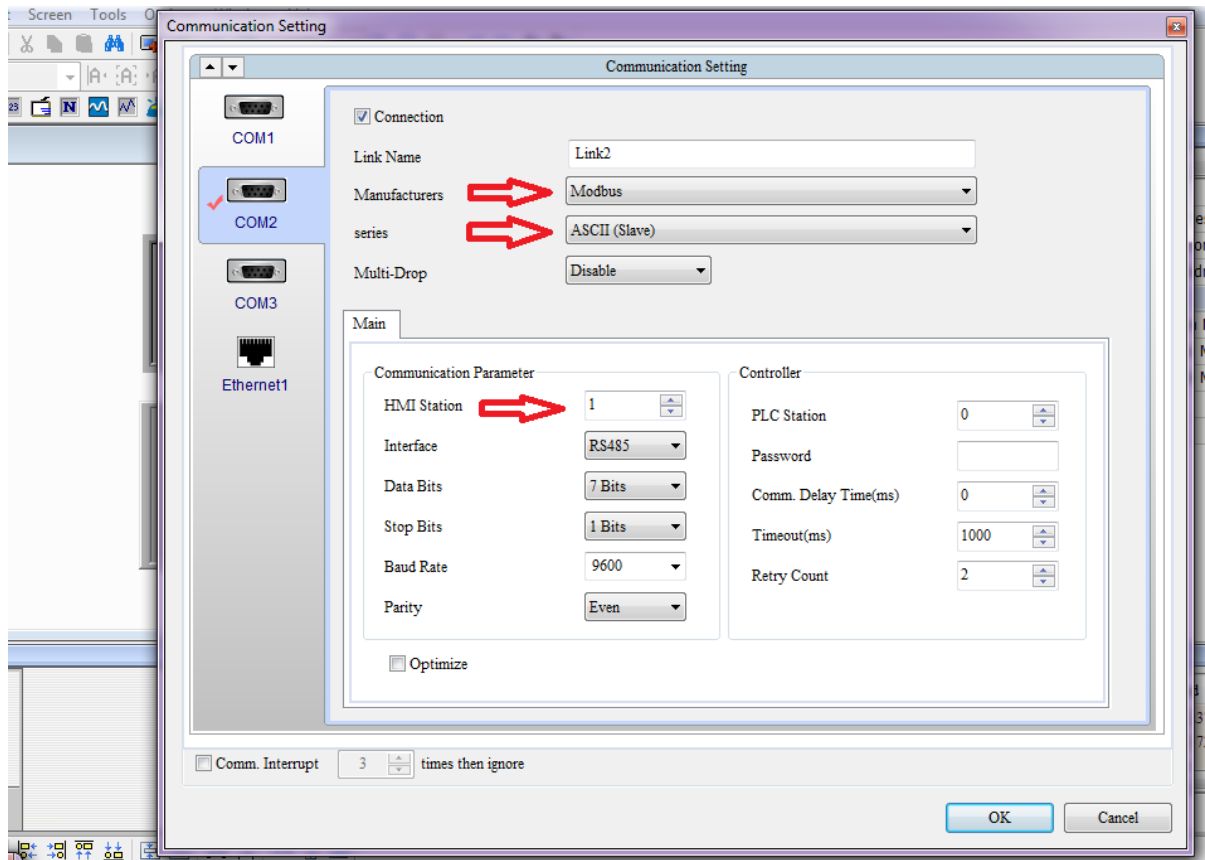 Screen Tools
Communication Setting
Communication Setting
COM1
COM2
COM3
Ethernet1
Connection
Link Name Link2
Manufacturers Modbus
series ASCII (Slave)
Multi-Drop Disable
Main
Communication Parameter
HMI Station 1
Interface RS485
Data Bits 7 Bits
Stop Bits 1 Bits
Baud Rate 9600
Parity Even
Controller
PLC Station 0
Password
Comm. Delay Time(ms) 0
Timeout(ms) 1000
Retry Count 2
Optimize
Comm. Interrupt 3 times then ignore
OK Cancel